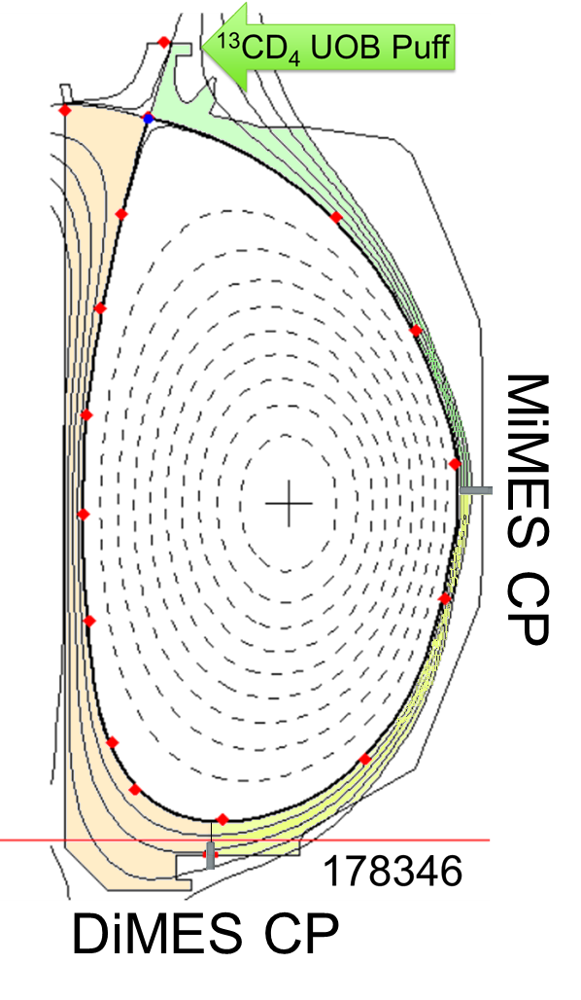 ¹³CD₄ UOB Puff
MiMES CP
178346
DiMES CP